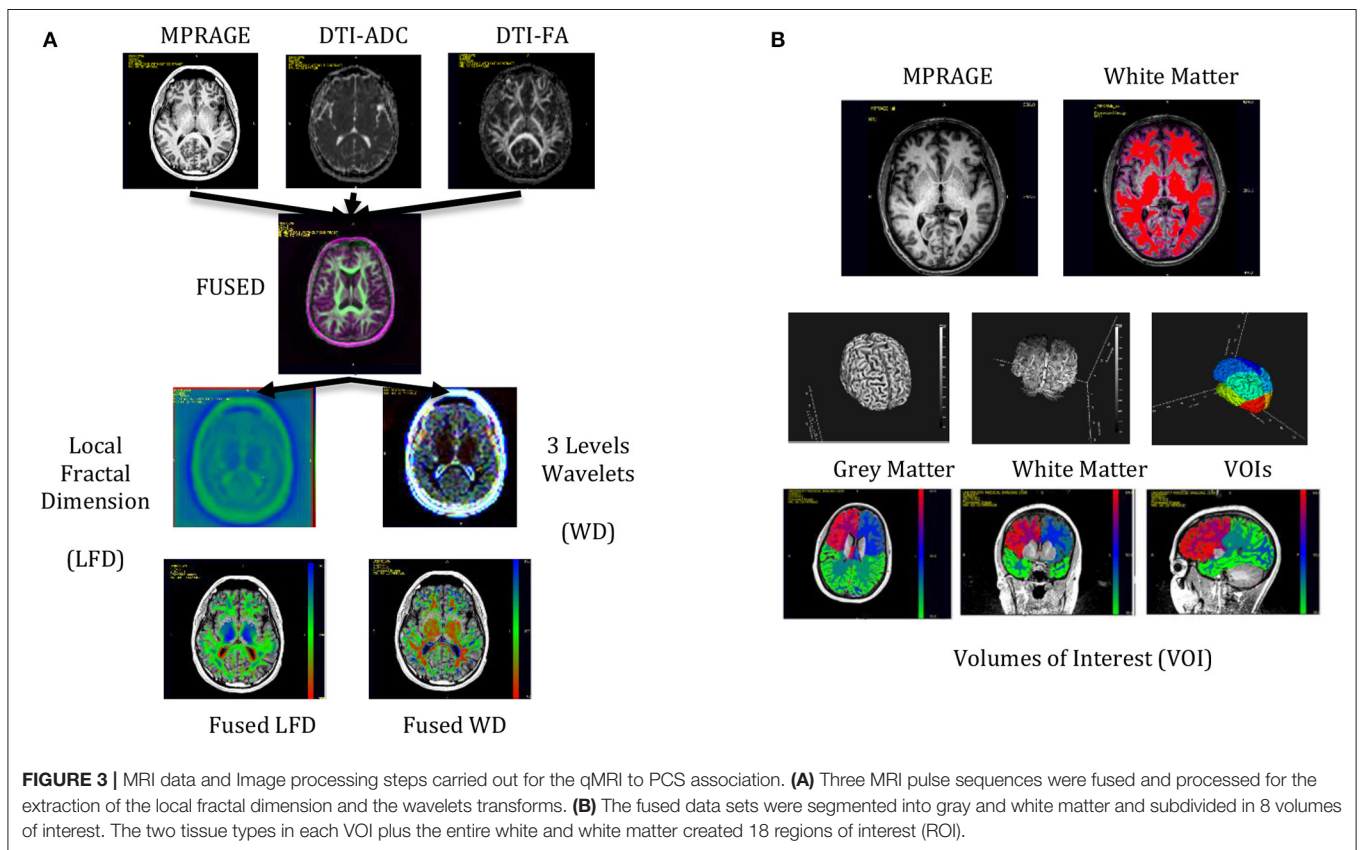 A
MPRAGE
DTI-ADC
DTI-FA
FUSED
Local
Fractal
Dimension
(LFD)
3 Levels
Wavelets
(WD)
Fused LFD
Fused WD
B
MPRAGE
White Matter
Grey Matter
White Matter
VOIs
Volumes of Interest (VOI)
FIGURE 3 | MRI data and Image processing steps carried out for the qMRI to PCS association. (A) Three MRI pulse sequences were fused and processed for the
extraction of the local fractal dimension and the wavelets transforms. (B) The fused data sets were segmented into gray and white matter and subdivided in 8 volumes
of interest. The two tissue types in each VOI plus the entire white and white matter created 18 regions of interest (ROI).